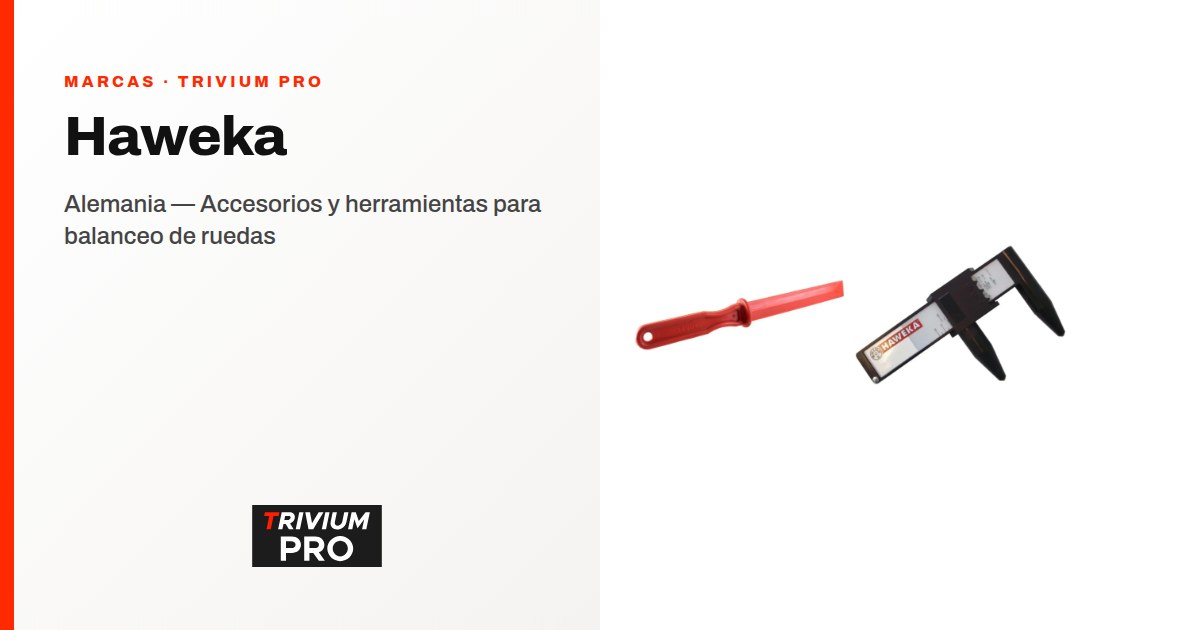 MARCAS · TRIVIUM PRO
Haweka
Alemania — Accesorios y herramientas para
balanceo de ruedas
HAWEKA
TRIVIUM
PRO